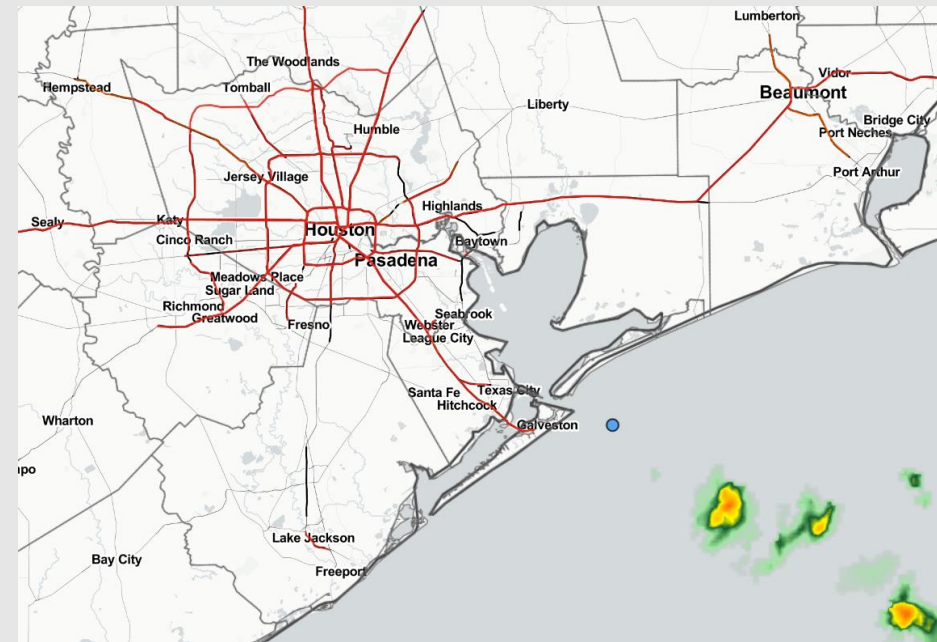 Lumberton
The Woodlands
Vidor
Hempstead
Tomball
Beaumont
Liberty
Bridge City
Humble
Port Neches
Port Arthur
Jersey Village
Highlands
Sealy
Katy
Houston
Cinco Ranch
Baytown
Pasadena
Meadows Place
Sugar Land
Richmond
Greatwood
Fresno
Seabrook
Webster
League City
Santa Fe
Texas City
Hitchcock
Wharton
Galveston
mpo
Lake Jackson
Bay City
Freeport